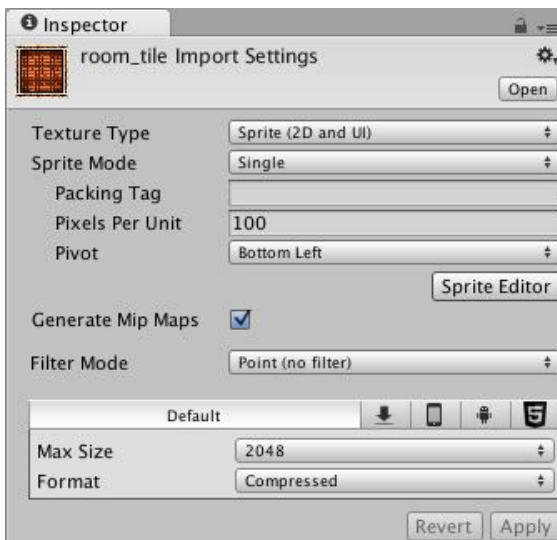 Inspector
room_tile Import Settings
Open
Texture Type Sprite (2D and UI)
Sprite Mode Single
Packing Tag
Pixels Per Unit 100
Pivot Bottom Left
Sprite Editor
Generate Mip Maps
Filter Mode Point (no filter)
Default
Max Size 2048
Format Compressed
Revert Apply